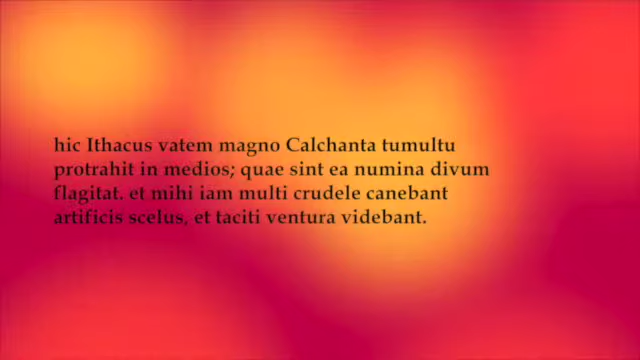 hic Ithacus vatem magno Calchanta tumultu
protrahit in medios; quae sint ea numina divum
flagitat. et mihi iam multi crudele canebant
artificis scelus, et taciti ventura videbant.